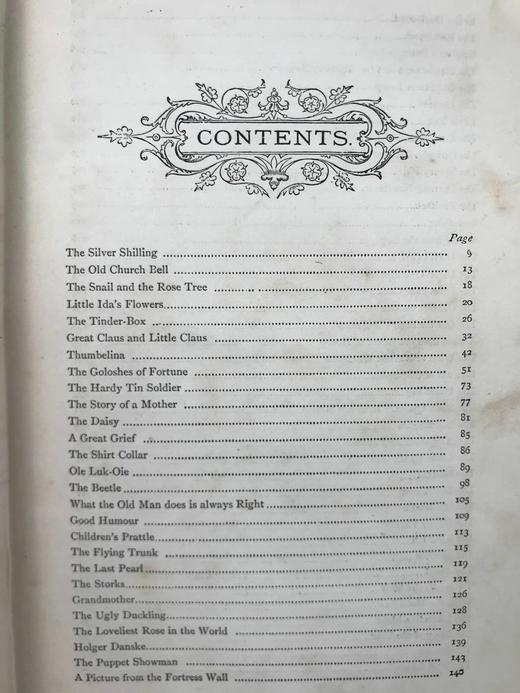 CONTENTS.
Page
The Silver Shilling ........ 9
The Old Church Bell ........ 13
The Snail and the Rose Tree ........ 18
Little Ida's Flowers ........ 20
The Tinder-Box ........ 26
Great Claus and Little Claus ........ 32
Thumbelina ........ 42
The Goloshes of Fortune ........ 51
The Hardy Tin Soldier ........ 73
The Story of a Mother ........ 77
The Daisy ........ 81
A Great Grief ........ 85
The Shirt Collar ........ 86
Ole Luk-Oie ........ 89
The Beetle ........ 98
What the Old Man does is always Right ........ 105
Good Humour ........ 109
Children's Prattle ........ 113
The Flying Trunk ........ 115
The Last Pearl ........ 119
The Storks ........ 121
Grandmother ........ 126
The Ugly Duckling ........ 128
The Loveliest Rose in the World ........ 136
Holger Danske ........ 139
The Puppet Showman ........ 143
A Picture from the Fortress Wall ........ 146